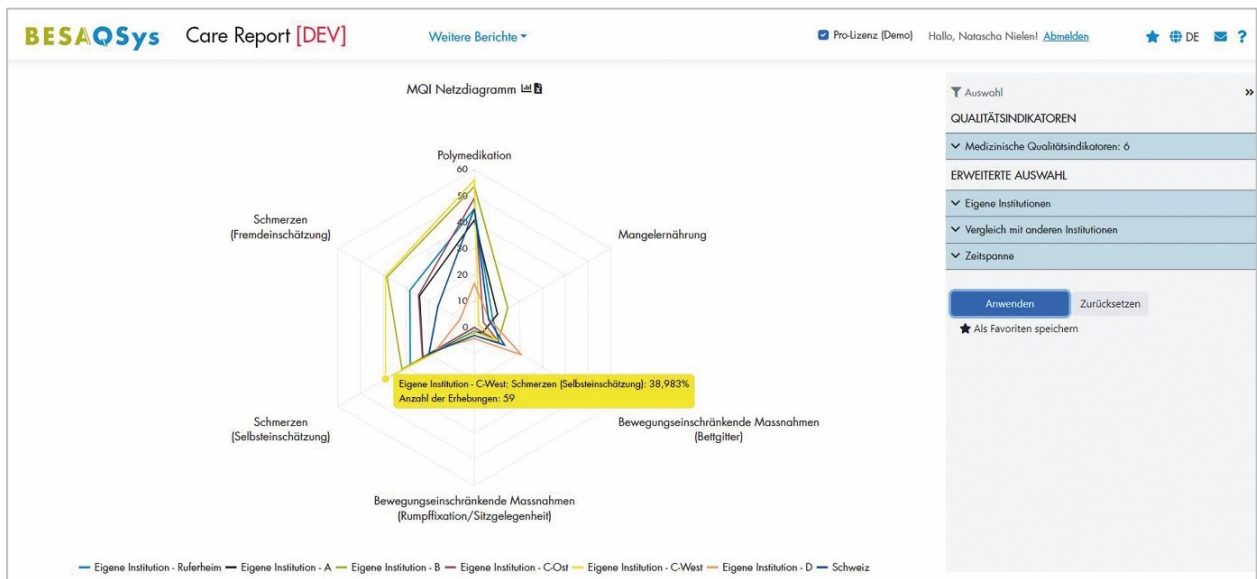 BESAQSys Care Report [DEV]
Weitere Berichte
Pro-Lizenz (Demo)
Hallo, Natascha Nielen! Abmelden
DE
?
MQI Netzdiagramm
Polymedikation
60
50
40
30
20
10
0
Schmerzen
(Fremdeinschätzung)
Mangelernährung
Eigene Institution - C-West: Schmerzen (Selbsteinschätzung): 38,983%
Anzahl der Erhebungen: 59
Schmerzen
(Selbsteinschätzung)
Bewegungseinschränkende Massnahmen
(Bettgitter)
Bewegungseinschränkende Massnahmen
(Rumpffixation/Sitzgelegenheit)
Eigene Institution - Ruferheim
Eigene Institution - A
Eigene Institution - B
Eigene Institution - C-Ost
Eigene Institution - C-West
Eigene Institution - D
Schweiz
Auswahl
»
QUALITÄTSINDIKATOREN
Medizinische Qualitätsindikatoren: 6
ERWEITERTE AUSWAHL
Eigene Institutionen
Vergleich mit anderen Institutionen
Zeitspanne
Anwenden
Zurücksetzen
Als Favoriten speichern